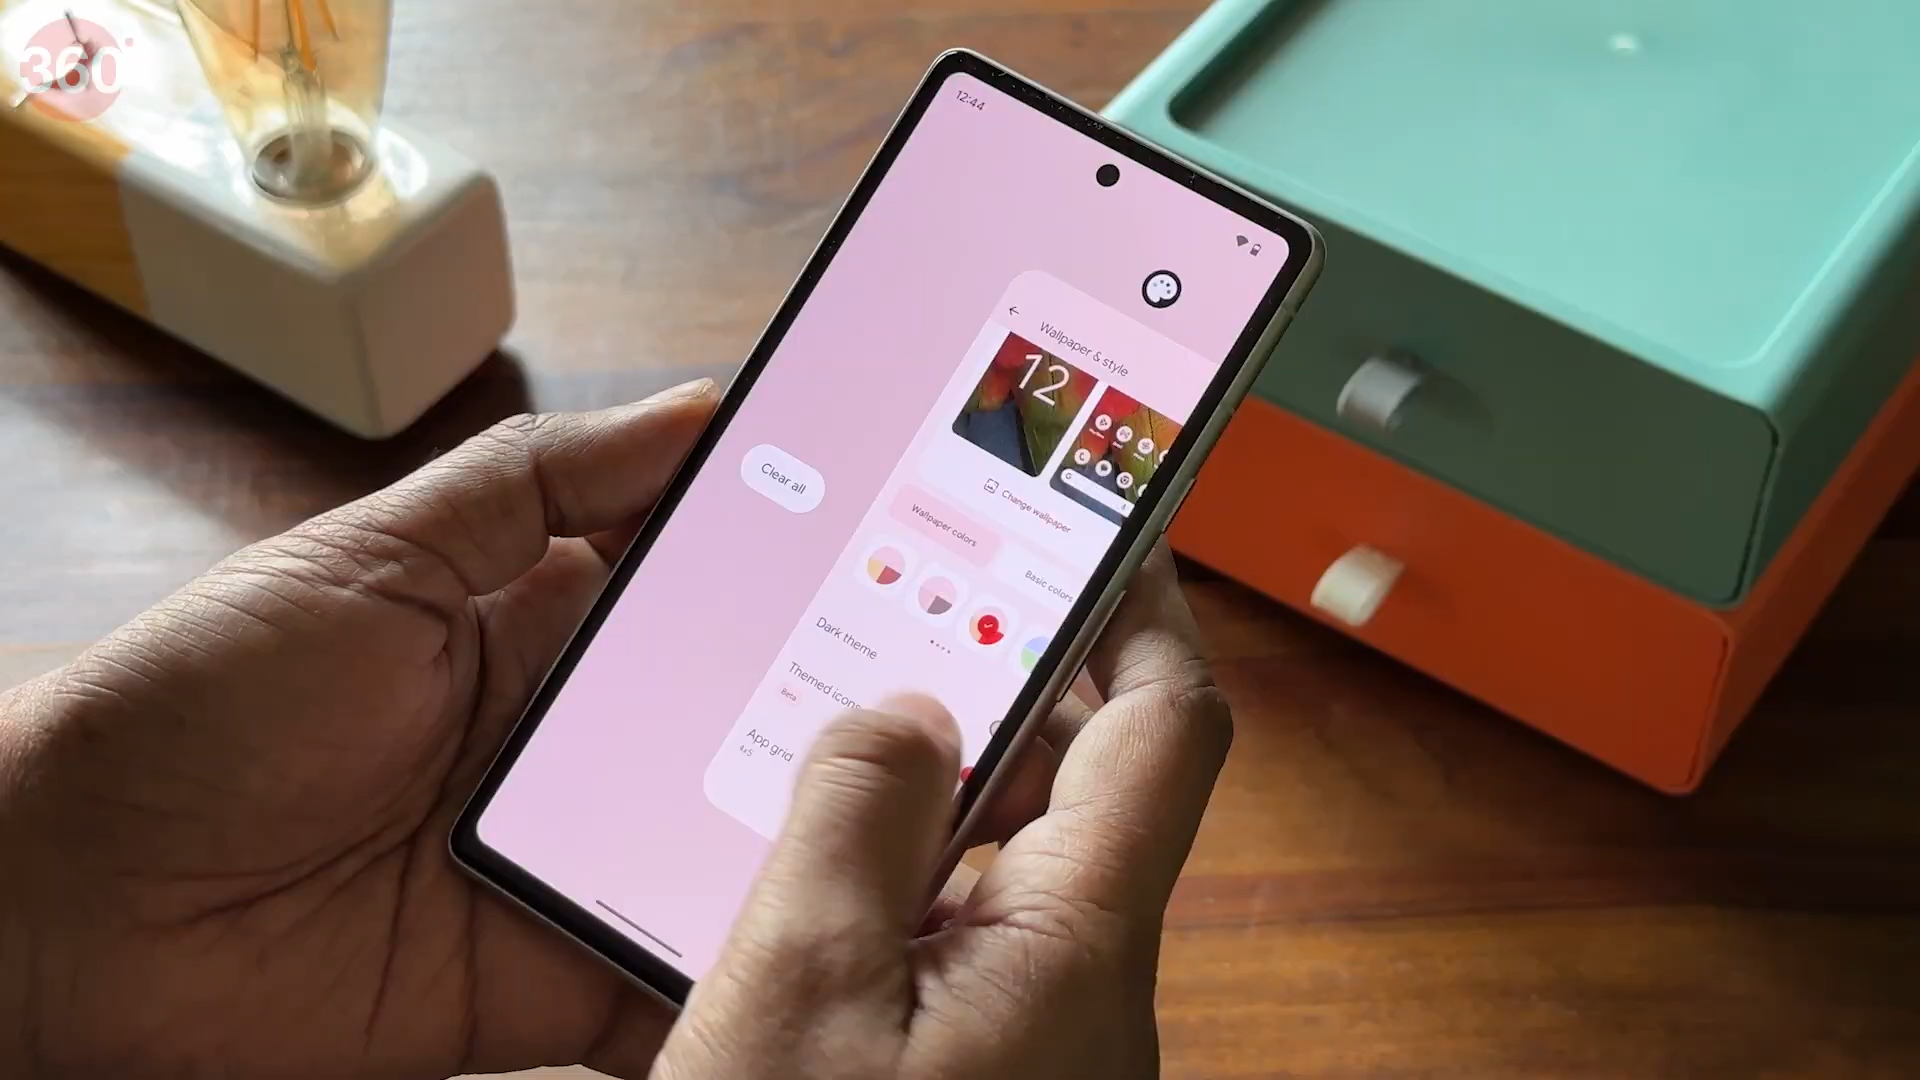 360
12:44
Wallpaper & style
12
Change wallpaper
Wallpaper colors
Basic colors
Clear all
Dark theme
Themed icons
Beta
App grid
4x5